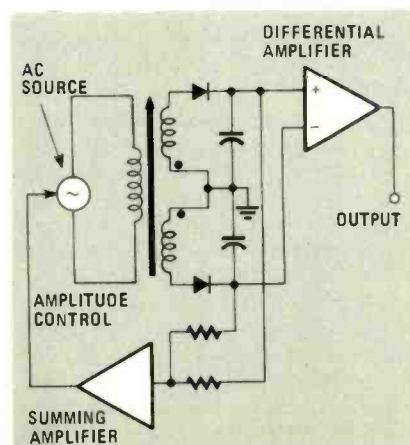 DIFFERENTIAL
AMPLIFIER
AC
SOURCE
+
−
~
OUTPUT
AMPLITUDE
CONTROL
SUMMING
AMPLIFIER